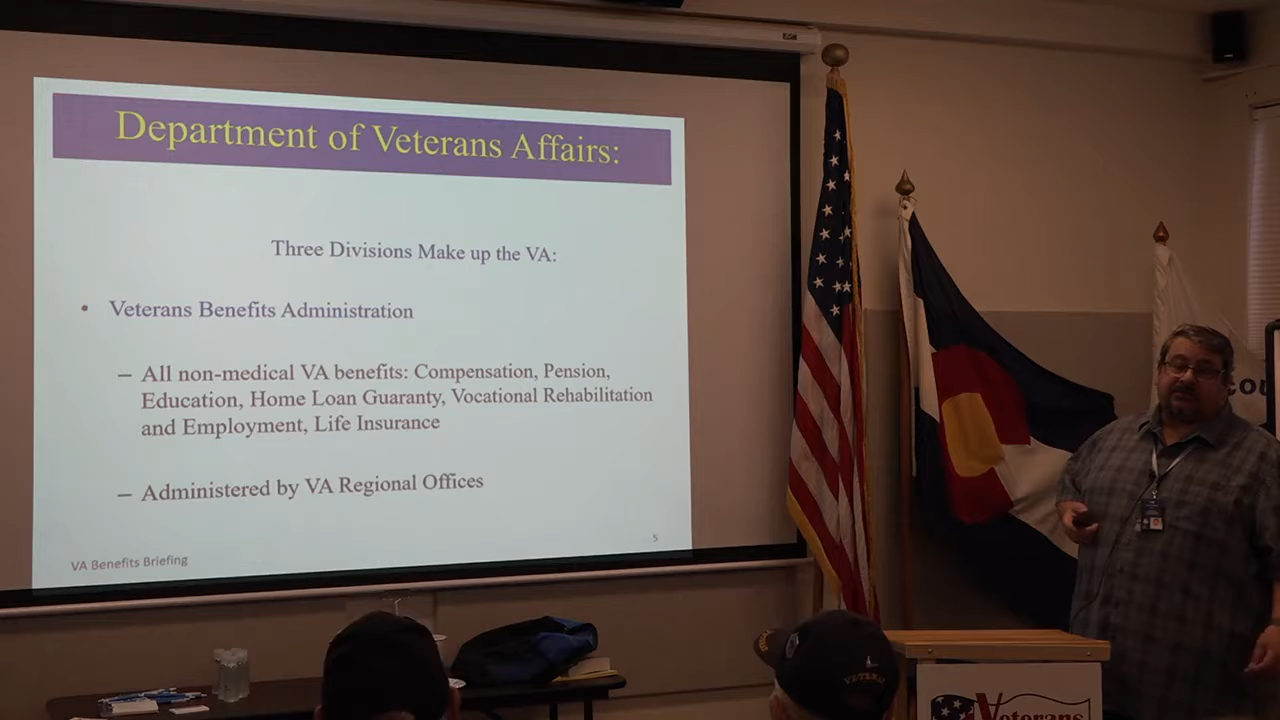 Department of Veterans Affairs:
Three Divisions Make up the VA:
• Veterans Benefits Administration
– All non-medical VA benefits: Compensation, Pension,
Education, Home Loan Guaranty, Vocational Rehabilitation
and Employment, Life Insurance
– Administered by VA Regional Offices
5
VA Benefits Briefing
VETERAN
Veterans